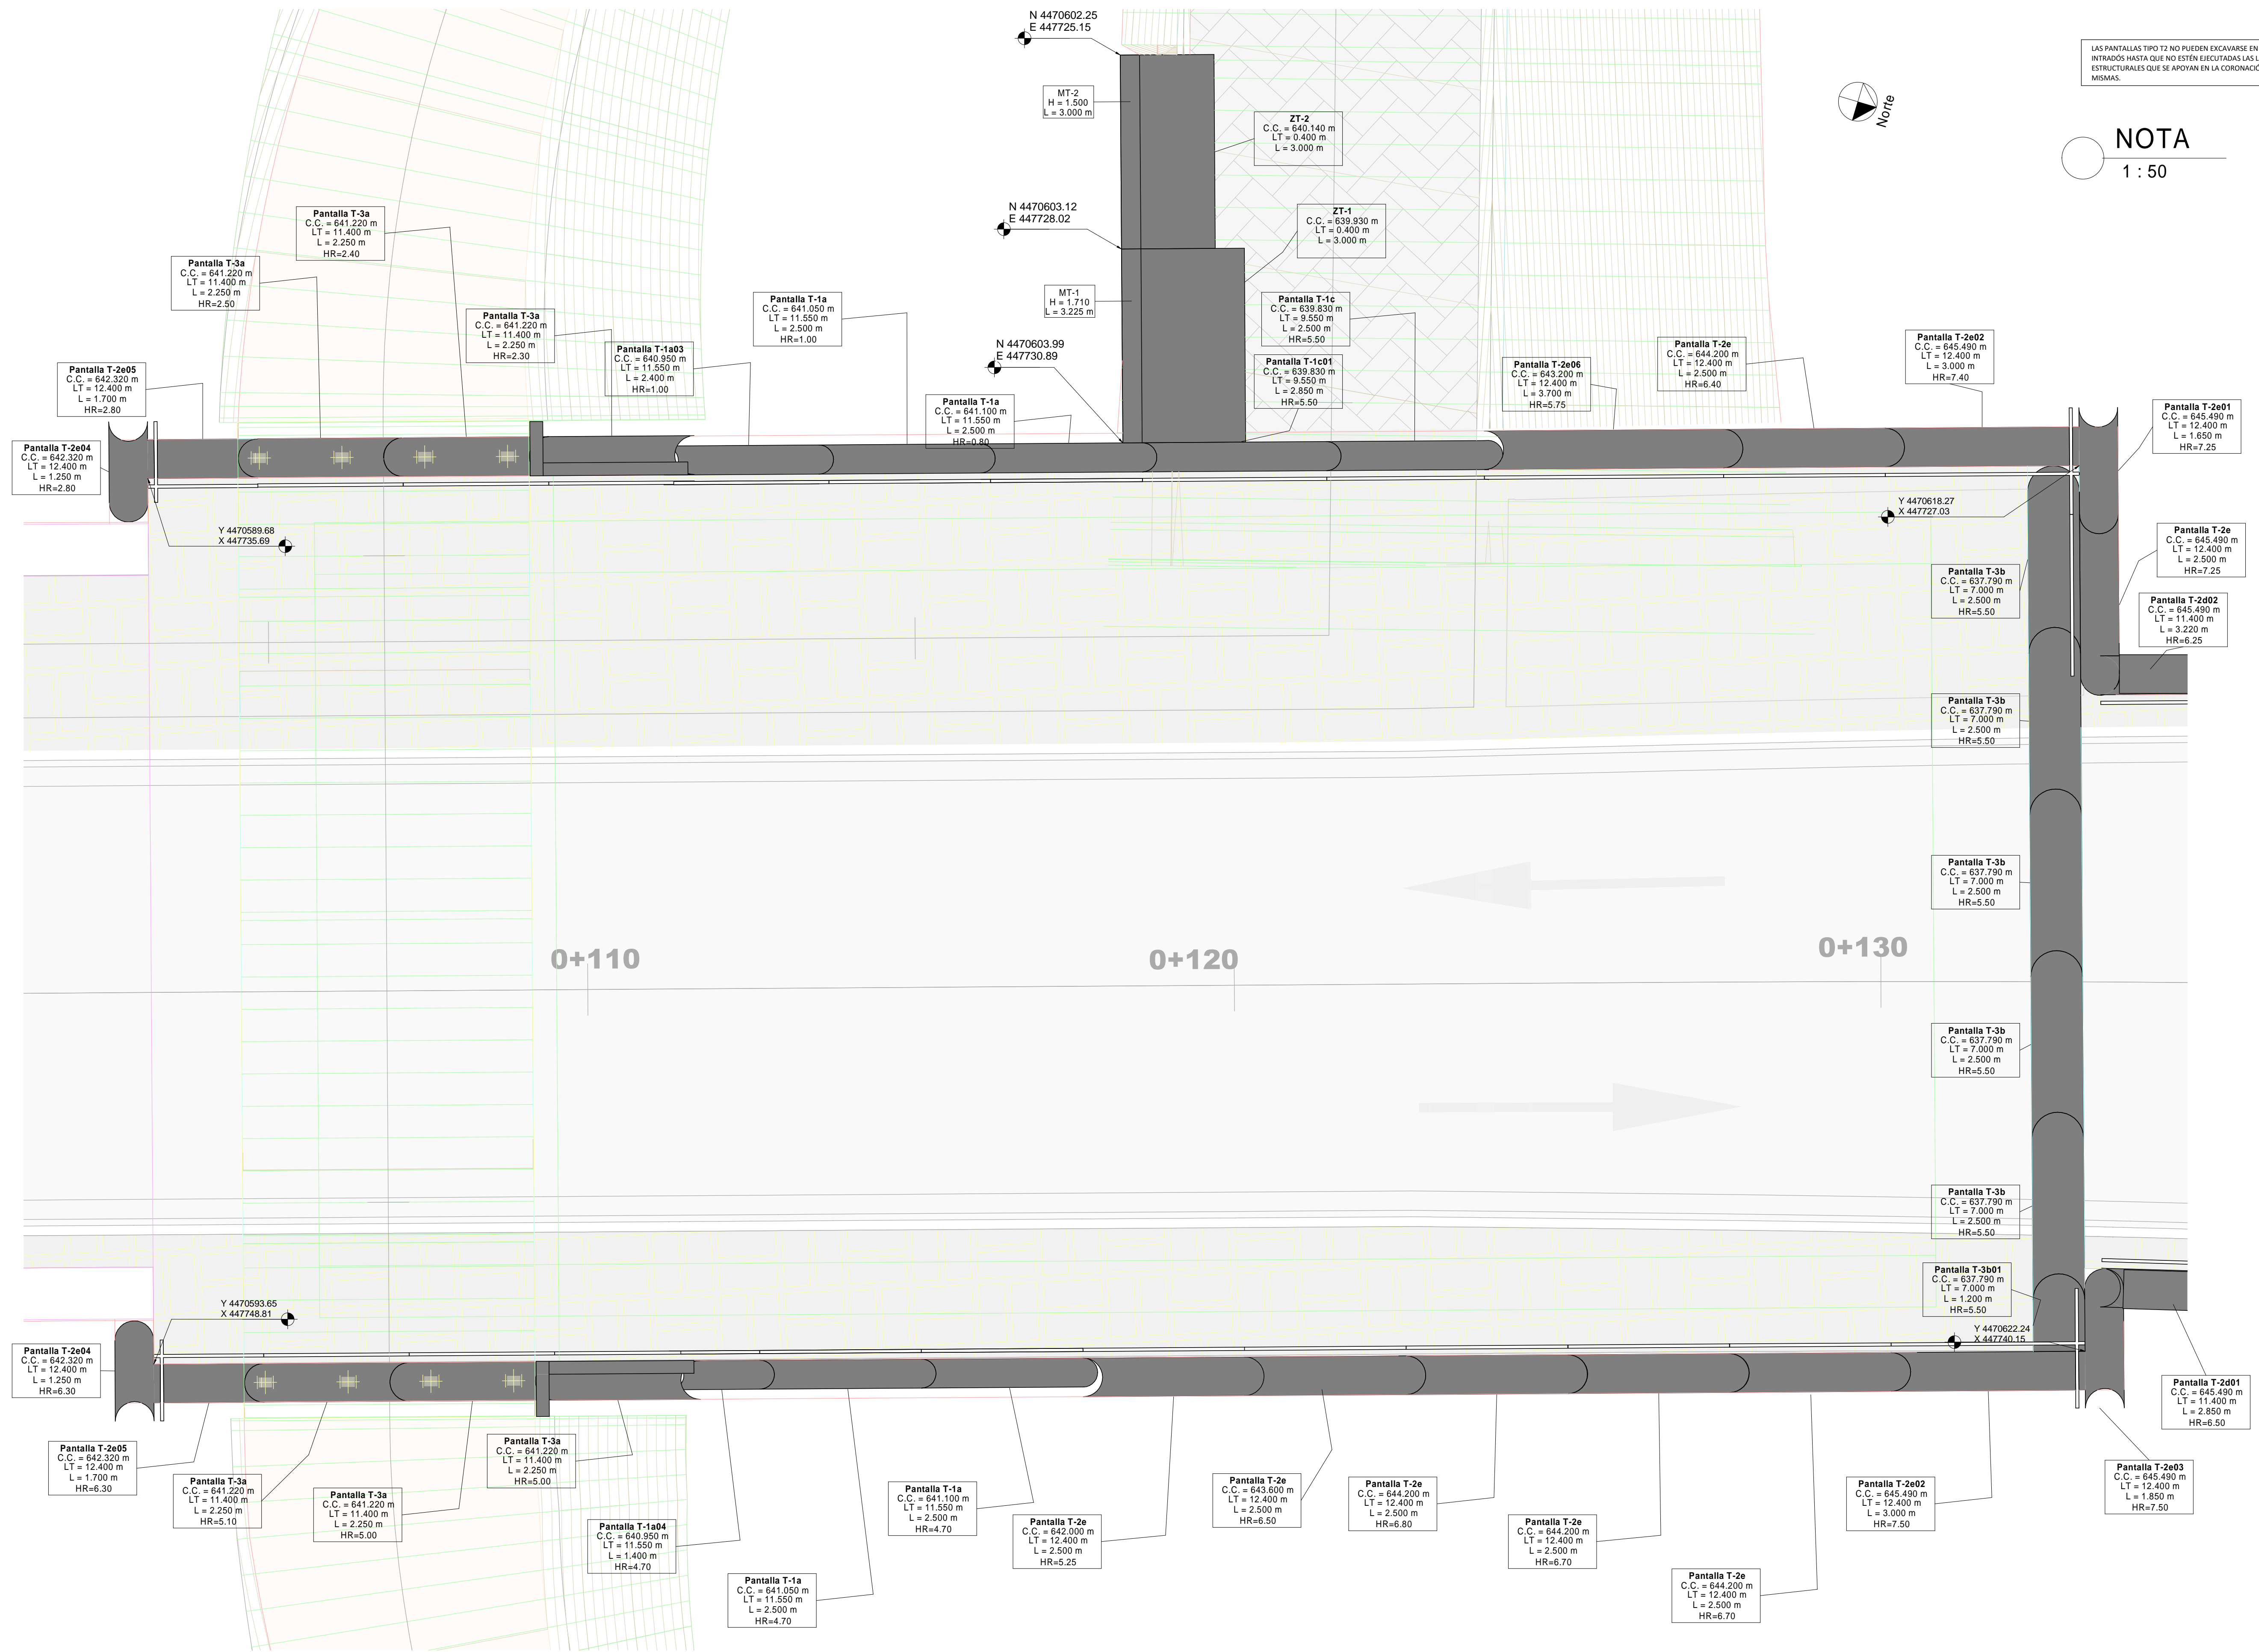 N 4470602.25
E 447725.15
LAS PANTALLAS TIPO T2 NO PUEDEN EXCAVARSE EN
INTRADÓS HASTA QUE NO ESTÉN EJECUTADAS LAS L
ESTRUCTURALES QUE SE APOYAN EN LA CORONACIÓ
MISMAS.
NOTA
1 : 50
Norte
MT-2
H = 1.500
L = 3.000 m
ZT-2
C.C. = 640.140 m
LT = 0.400 m
L = 3.000 m
N 4470603.12
E 447728.02
ZT-1
C.C. = 639.930 m
LT = 0.400 m
L = 3.000 m
Pantalla T-3a
C.C. = 641.220 m
LT = 11.400 m
L = 2.250 m
HR=2.40
Pantalla T-3a
C.C. = 641.220 m
LT = 11.400 m
L = 2.250 m
HR=2.50
Pantalla T-3a
C.C. = 641.220 m
LT = 11.400 m
L = 2.250 m
HR=2.30
Pantalla T-1a03
C.C. = 640.950 m
LT = 11.550 m
L = 2.400 m
HR=1.00
Pantalla T-1a
C.C. = 641.050 m
LT = 11.550 m
L = 2.500 m
HR=1.00
MT-1
H = 1.710
L = 3.225 m
N 4470603.99
E 447730.89
Pantalla T-1c
C.C. = 639.830 m
LT = 9.550 m
L = 2.500 m
HR=5.50
Pantalla T-1c01
C.C. = 639.830 m
LT = 9.550 m
L = 2.850 m
HR=5.50
Pantalla T-1a
C.C. = 641.100 m
LT = 11.550 m
L = 2.500 m
HR=0.80
Pantalla T-2e06
C.C. = 643.200 m
LT = 12.400 m
L = 3.700 m
HR=5.75
Pantalla T-2e
C.C. = 644.200 m
LT = 12.400 m
L = 2.500 m
HR=6.40
Pantalla T-2e02
C.C. = 645.490 m
LT = 12.400 m
L = 3.000 m
HR=7.40
Pantalla T-2e01
C.C. = 645.490 m
LT = 12.400 m
L = 1.650 m
HR=7.25
Pantalla T-2e05
C.C. = 642.320 m
LT = 12.400 m
L = 1.700 m
HR=2.80
Pantalla T-2e04
C.C. = 642.320 m
LT = 12.400 m
L = 1.250 m
HR=2.80
Y 4470589.68
X 447735.69
Y 4470618.27
X 447727.03
Pantalla T-2e
C.C. = 645.490 m
LT = 12.400 m
L = 2.500 m
HR=7.25
Pantalla T-3b
C.C. = 637.790 m
LT = 7.000 m
L = 2.500 m
HR=5.50
Pantalla T-2d02
C.C. = 645.490 m
LT = 11.400 m
L = 3.220 m
HR=6.25
Pantalla T-3b
C.C. = 637.790 m
LT = 7.000 m
L = 2.500 m
HR=5.50
Pantalla T-3b
C.C. = 637.790 m
LT = 7.000 m
L = 2.500 m
HR=5.50
0+110
0+120
0+130
Pantalla T-3b
C.C. = 637.790 m
LT = 7.000 m
L = 2.500 m
HR=5.50
Pantalla T-3b
C.C. = 637.790 m
LT = 7.000 m
L = 2.500 m
HR=5.50
Pantalla T-3b01
C.C. = 637.790 m
LT = 7.000 m
L = 1.200 m
HR=5.50
Y 4470593.65
X 447748.81
Y 4470622.24
X 447740.15
Pantalla T-2e04
C.C. = 642.320 m
LT = 12.400 m
L = 1.250 m
HR=6.30
Pantalla T-2d01
C.C. = 645.490 m
LT = 11.400 m
L = 2.850 m
HR=6.50
Pantalla T-2e05
C.C. = 642.320 m
LT = 12.400 m
L = 1.700 m
HR=6.30
Pantalla T-3a
C.C. = 641.220 m
LT = 11.400 m
L = 2.250 m
HR=5.10
Pantalla T-3a
C.C. = 641.220 m
LT = 11.400 m
L = 2.250 m
HR=5.00
Pantalla T-3a
C.C. = 641.220 m
LT = 11.400 m
L = 2.250 m
HR=5.00
Pantalla T-1a04
C.C. = 640.950 m
LT = 11.550 m
L = 1.400 m
HR=4.70
Pantalla T-1a
C.C. = 641.050 m
LT = 11.550 m
L = 2.500 m
HR=4.70
Pantalla T-1a
C.C. = 641.100 m
LT = 11.550 m
L = 2.500 m
HR=4.70
Pantalla T-2e
C.C. = 642.000 m
LT = 12.400 m
L = 2.500 m
HR=5.25
Pantalla T-2e
C.C. = 643.600 m
LT = 12.400 m
L = 2.500 m
HR=6.50
Pantalla T-2e
C.C. = 644.200 m
LT = 12.400 m
L = 2.500 m
HR=6.80
Pantalla T-2e
C.C. = 644.200 m
LT = 12.400 m
L = 2.500 m
HR=6.70
Pantalla T-2e
C.C. = 644.200 m
LT = 12.400 m
L = 2.500 m
HR=6.70
Pantalla T-2e02
C.C. = 645.490 m
LT = 12.400 m
L = 3.000 m
HR=7.50
Pantalla T-2e03
C.C. = 645.490 m
LT = 12.400 m
L = 1.850 m
HR=7.50